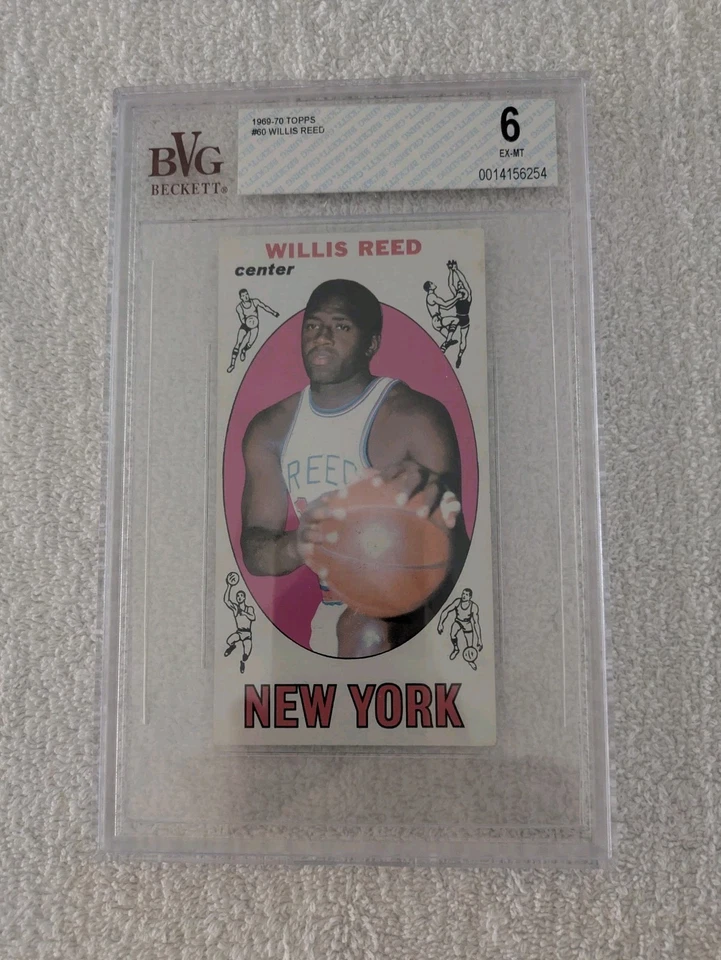 BVG
BECKETT®
1969-70 TOPPS
#60 WILLIS REED
6
EX-MT
0014156254
WILLIS REED
center
REED
NEW YORK